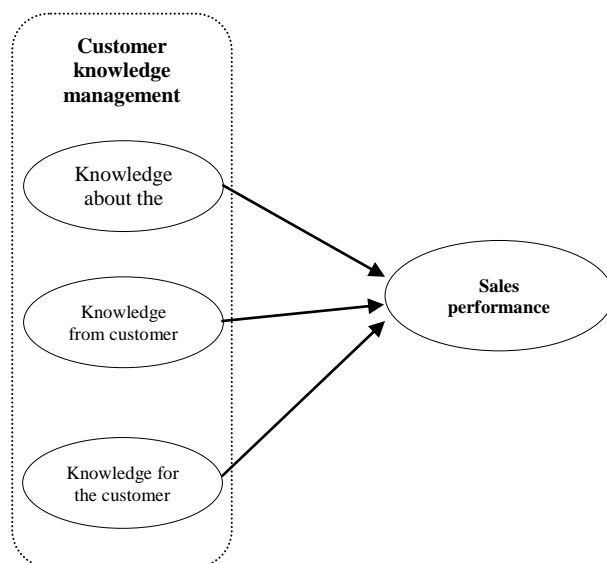 Customer
knowledge
management
Knowledge
about the
Knowledge
from customer
Knowledge for
the customer
Sales
performance